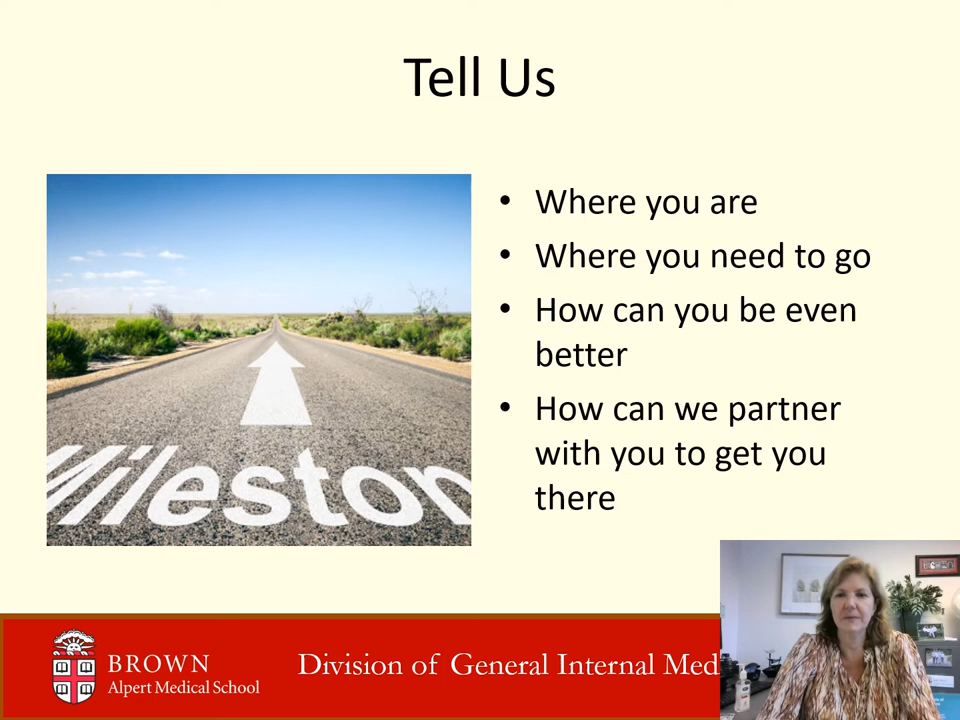 Tell Us
• Where you are
• Where you need to go
• How can you be even
better
• How can we partner
with you to get you
there
Mileston
BROWN
Alpert Medical School
Division of General Internal Medi